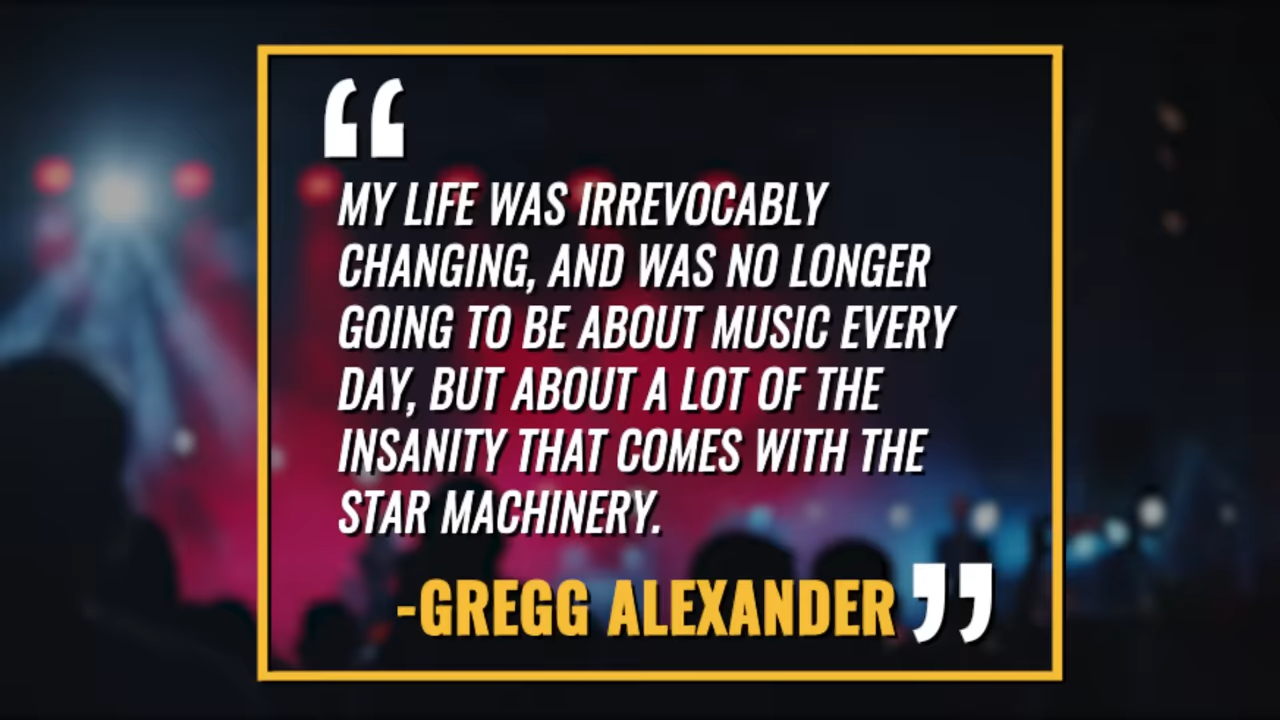 “
MY LIFE WAS IRREVOCABLY
CHANGING, AND WAS NO LONGER
GOING TO BE ABOUT MUSIC EVERY
DAY, BUT ABOUT A LOT OF THE
INSANITY THAT COMES WITH THE
STAR MACHINERY.
-GREGG ALEXANDER ”